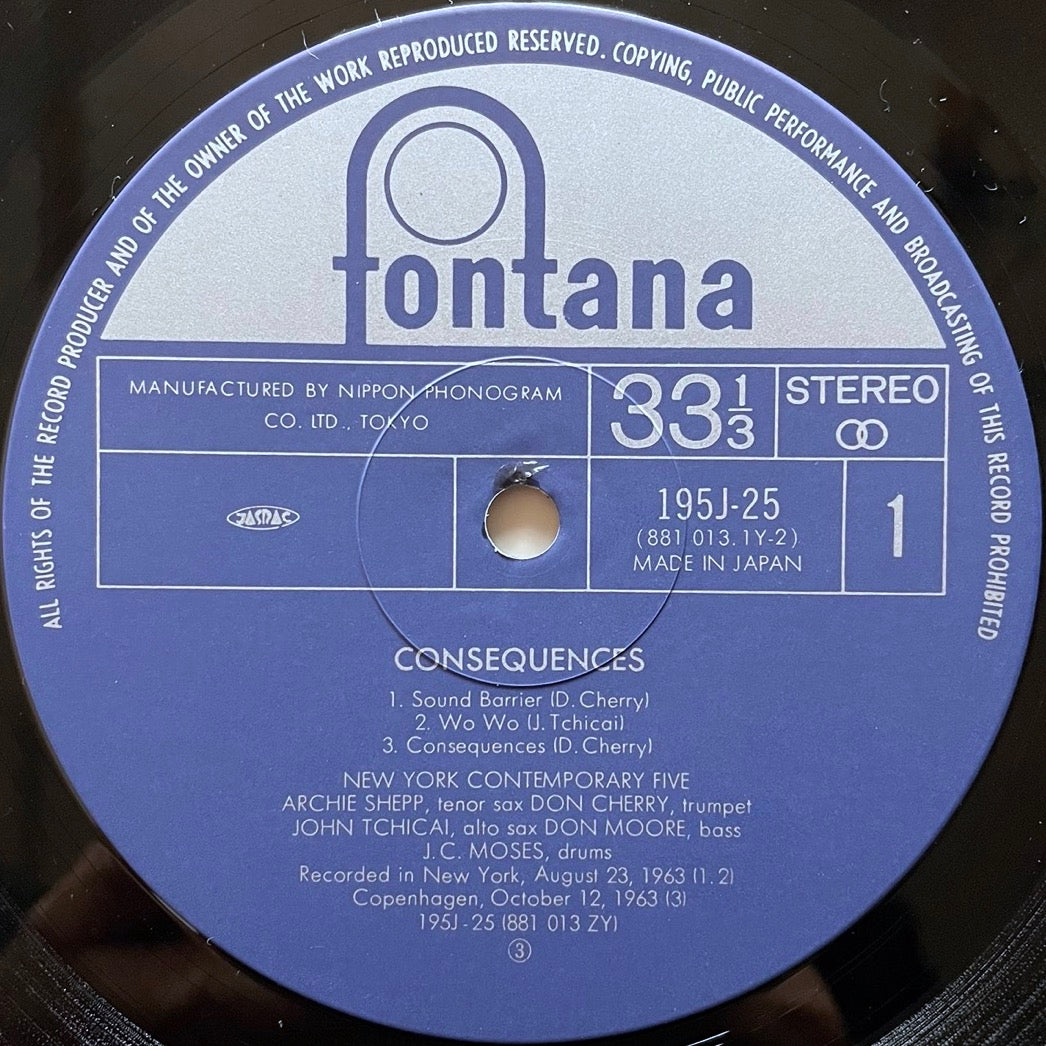 ALL RIGHTS OF THE RECORD PRODUCER AND OF THE OWNER OF THE WORK REPRODUCED RESERVED. COPYING, PUBLIC PERFORMANCE AND BROADCASTING OF THIS RECORD PROHIBITED
fontana
MANUFACTURED BY NIPPON PHONOGRAM
CO. LTD., TOKYO
33 1/3
STEREO
JASRAC
195J-25
(881 013.1Y-2)
MADE IN JAPAN
1
CONSEQUENCES
1. Sound Barrier (D. Cherry)
2. Wo Wo (J. Tchicai)
3. Consequences (D. Cherry)
NEW YORK CONTEMPORARY FIVE
ARCHIE SHEPP, tenor sax DON CHERRY, trumpet
JOHN TCHICAI, alto sax DON MOORE, bass
J.C. MOSES, drums
Recorded in New York, August 23, 1963 (1. 2)
Copenhagen, October 12, 1963 (3)
195J-25 (881 013 ZY)
③